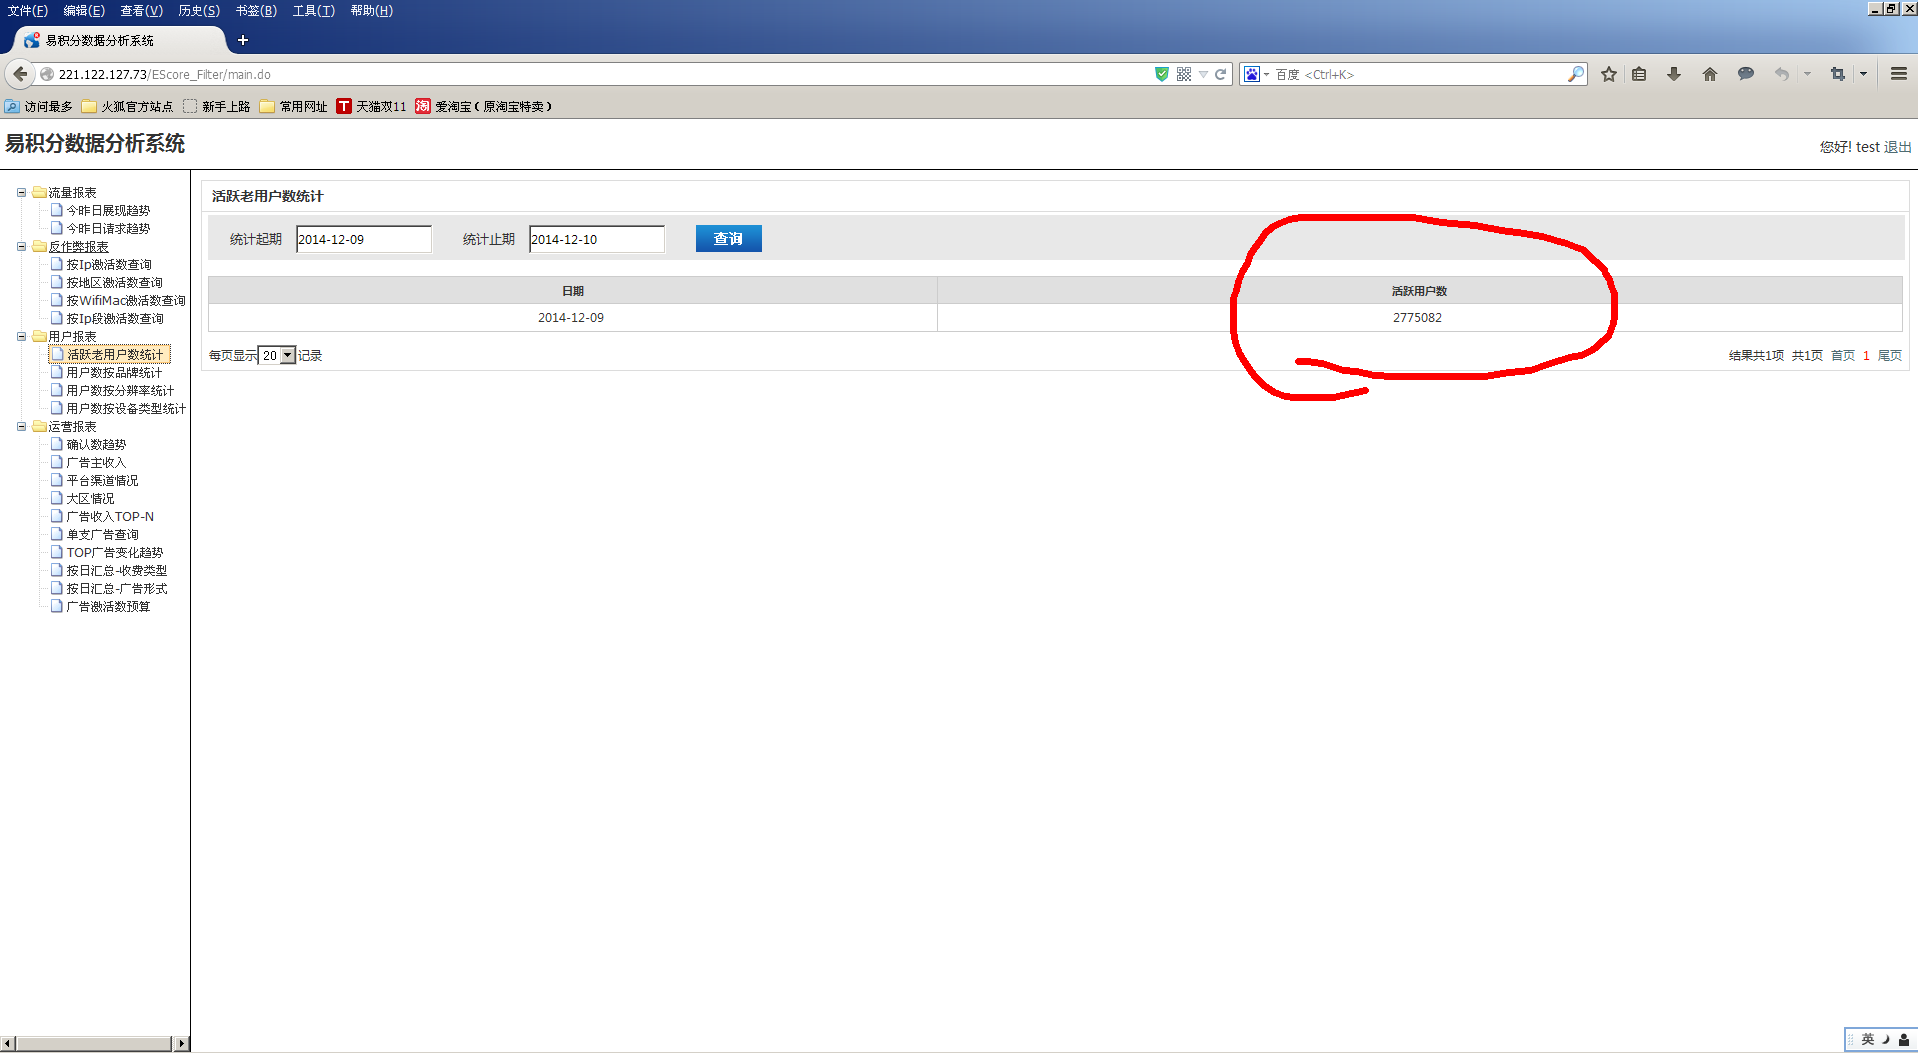 文件(F) 编辑(E) 查看(V) 历史(S) 书签(B) 工具(T) 帮助(H)
易积分数据分析系统
221.122.127.73/EScore_Filter/main.do
百度 <Ctrl+K>
访问最多 火狐官方站点 新手上路 常用网址 T 天猫双11 淘 爱淘宝（原淘宝特卖）
易积分数据分析系统
您好! test 退出
流量报表
今昨日展现趋势
今昨日请求趋势
反作弊报表
按Ip激活数查询
按地区激活数查询
按WifiMac激活数查询
按Ip段激活数查询
用户报表
活跃老用户数统计
用户数按品牌统计
用户数按分辨率统计
用户数按设备类型统计
运营报表
确认数趋势
广告主收入
平台渠道情况
大区情况
广告收入TOP-N
单支广告查询
TOP广告变化趋势
按日汇总-收费类型
按日汇总-广告形式
广告激活数预算
活跃老用户数统计
统计起期 2014-12-09 统计止期 2014-12-10 查询
日期 活跃用户数
2014-12-09 2775082
每页显示 20 记录
结果共1项 共1页 首页 1 尾页
英